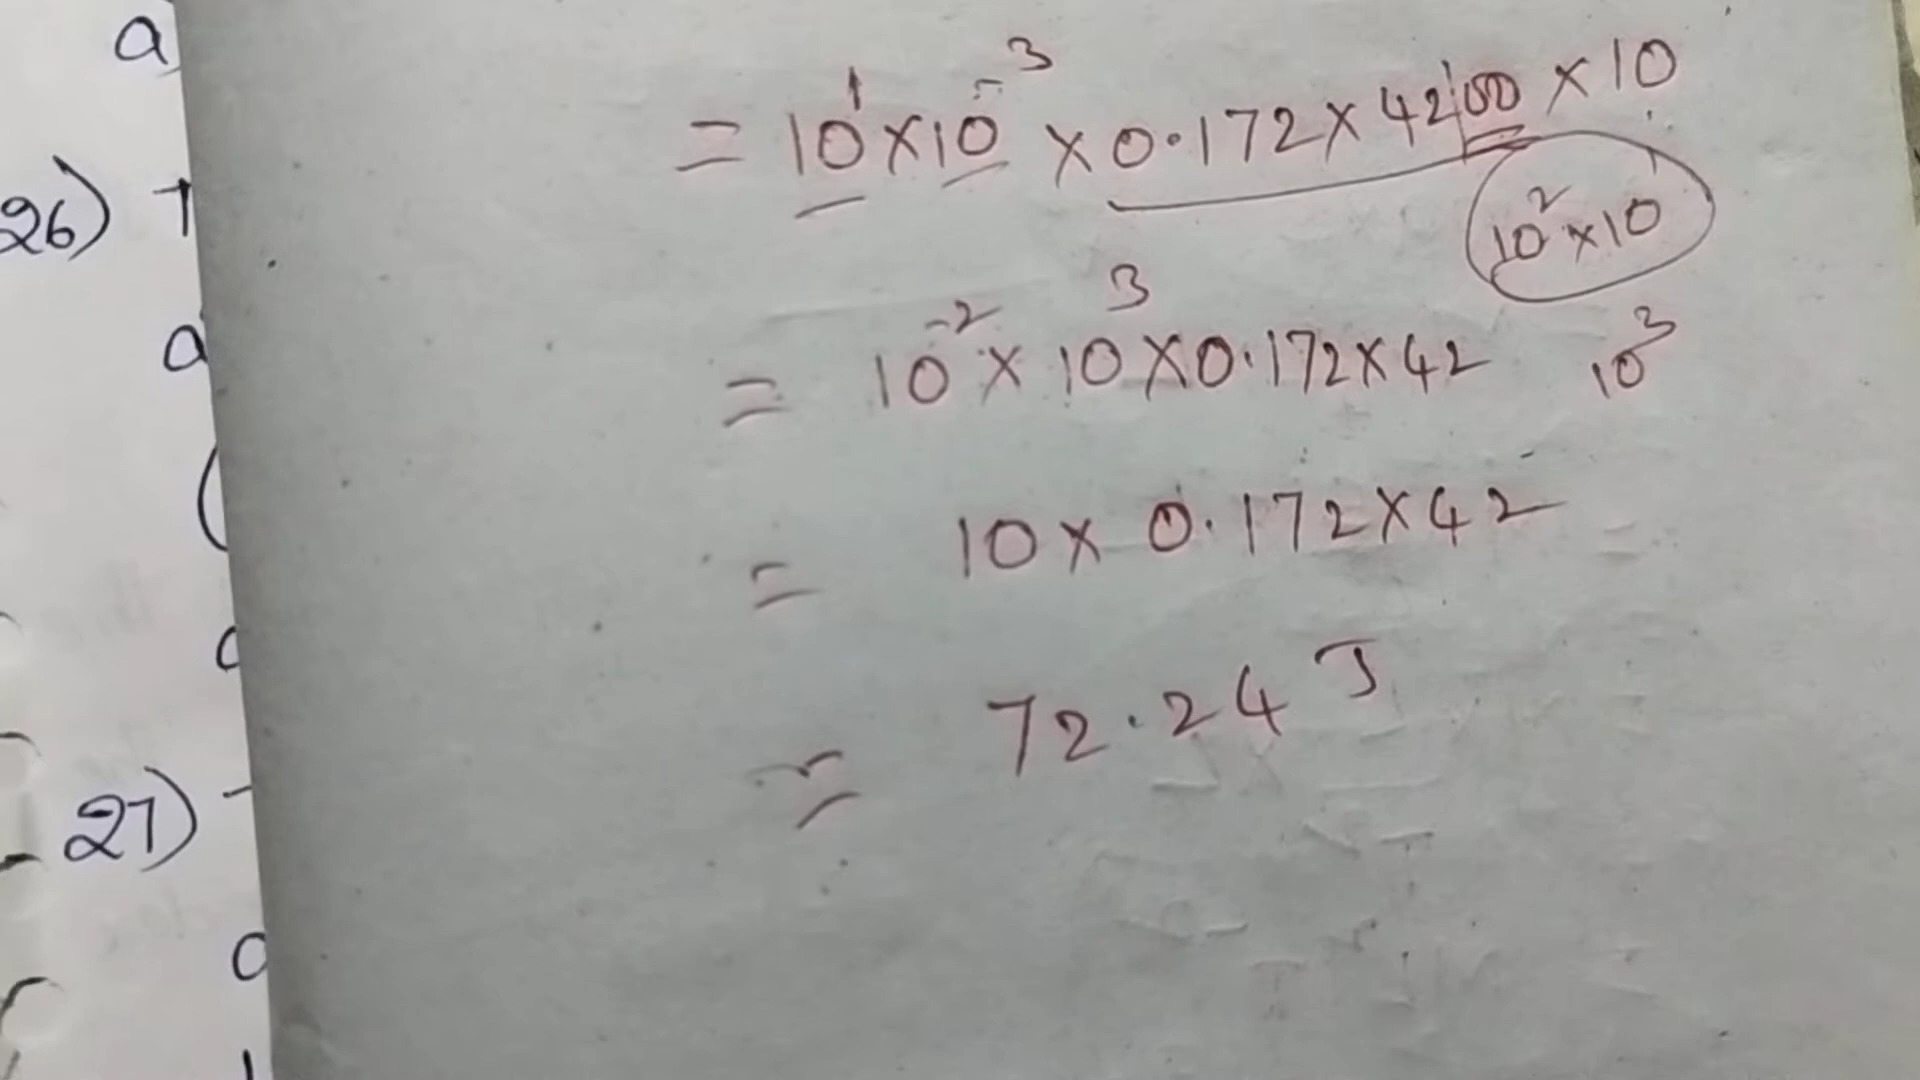 a
= 10¹ × 10⁻³ × 0.172 × 4200 × 10
10² × 10¹
26)
= 10⁻² × 10³ × 0.172 × 42 10³
a
= 10 × 0.172 × 42
= 72.24 J
27)